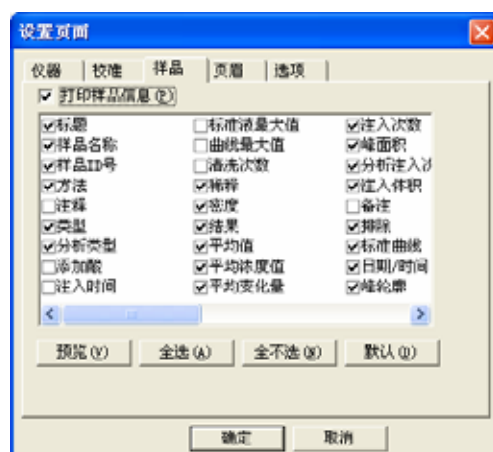 设置页面
仪器 校准 样品 页眉 选项
打印样品信息(P)
标题 标准液最大值 注入次数
样品名称 曲线最大值 峰面积
样品ID号 清洗次数 分析注入次
方法 稀释 注入体积
注释 密度 备注
类型 结果 排除
分析类型 平均值 标准曲线
添加酸 平均浓度值 日期/时间
注入时间 平均变化量 峰轮廓
预览(V) 全选(A) 全不选(N) 默认(D)
确定 取消